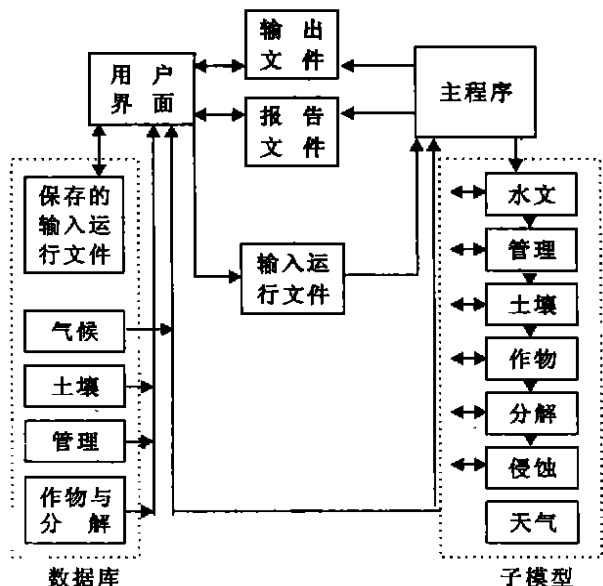 输出
文件
用户
界面
主程序
报告
文件
保存的
输入运
行文件
水文
管理
输入运
行文件
土壤
气候
作物
土壤
分解
管理
侵蚀
作物与
分解
天气
数据库
子模型